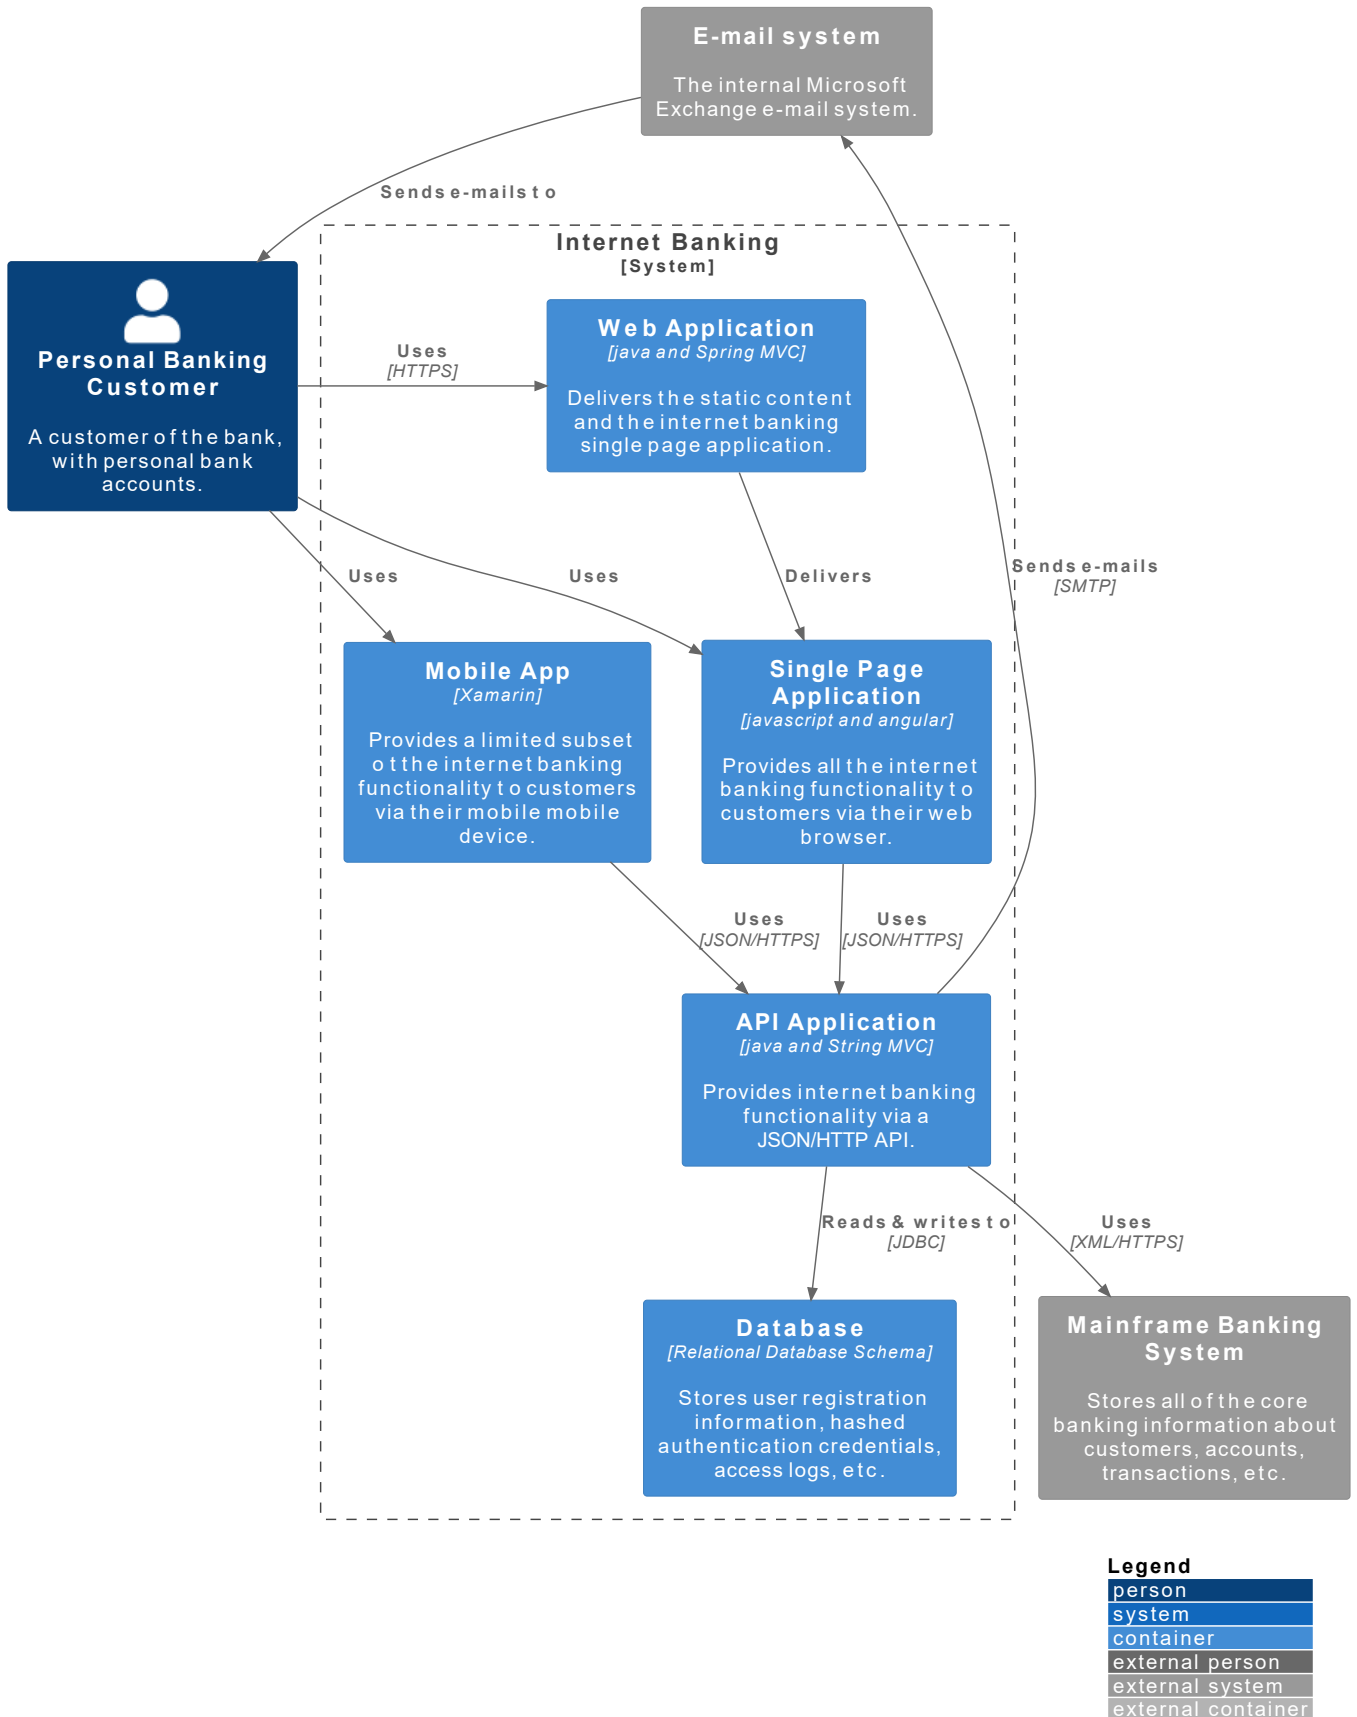 E-mail system
The internal Microsoft
Exchange e-mail system.
Sends e-mails to
Internet Banking
[System]
Personal Banking
Customer
A customer of the bank,
with personal bank
accounts.
Uses
[HTTPS]
Web Application
[java and Spring MVC]
Delivers the static content
and the internet banking
single page application.
Uses
Uses
Delivers
Sends e-mails
[SMTP]
Mobile App
[Xamarin]
Provides a limited subset
ot the internet banking
functionality to customers
via their mobile mobile
device.
Single Page
Application
[javascript and angular]
Provides all the internet
banking functionality to
customers via their web
browser.
Uses
[JSON/HTTPS]
Uses
[JSON/HTTPS]
API Application
[java and String MVC]
Provides internet banking
functionality via a
JSON/HTTP API.
Reads & writes to
[JDBC]
Uses
[XML/HTTPS]
Database
[Relational Database Schema]
Stores user registration
information, hashed
authentication credentials,
access logs, etc.
Mainframe Banking
System
Stores all of the core
banking information about
customers, accounts,
transactions, etc.
Legend
person
system
container
external person
external system
external container